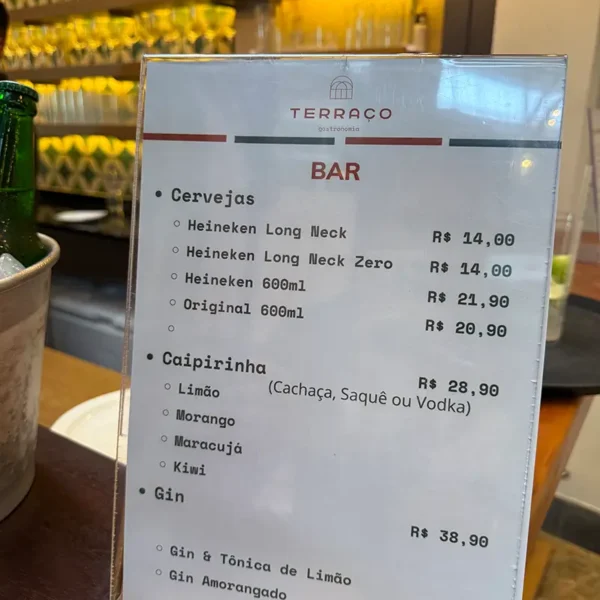 TERRAÇO
gastronomia
BAR
• Cervejas
○ Heineken Long Neck R$ 14,00
○ Heineken Long Neck Zero R$ 14,00
○ Heineken 600ml R$ 21,90
○ Original 600ml R$ 20,90
○
• Caipirinha R$ 28,90
○ Limão (Cachaça, Saquê ou Vodka)
○ Morango
○ Maracujá
○ Kiwi
• Gin
R$ 38,90
○ Gin & Tônica de Limão
○ Gin Amorangado